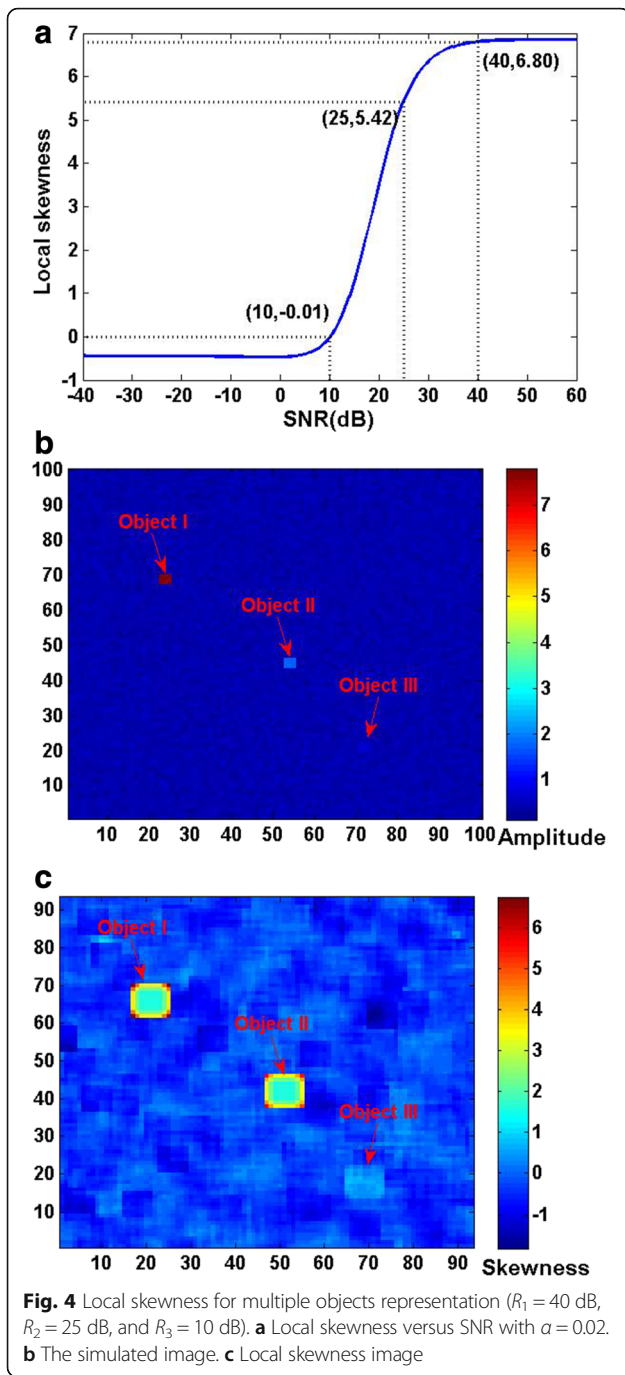 a
7
6
5
4
3
2
1
0
-1
Local skewness
(40,6.80)
(25,5.42)
(10,-0.01)
-40 -30 -20 -10 0 10 20 30 40 50 60
SNR(dB)
b
100
90
80
70
60
50
40
30
20
10
Object I
Object II
Object III
10 20 30 40 50 60 70 80 90 100
7
6
5
4
3
2
1
Amplitude
c
90
80
70
60
50
40
30
20
10
Object I
Object II
Object III
10 20 30 40 50 60 70 80 90
6
5
4
3
2
1
0
-1
Skewness
Fig. 4 Local skewness for multiple objects representation (R₁ = 40 dB,
R₂ = 25 dB, and R₃ = 10 dB). a Local skewness versus SNR with α = 0.02.
b The simulated image. c Local skewness image